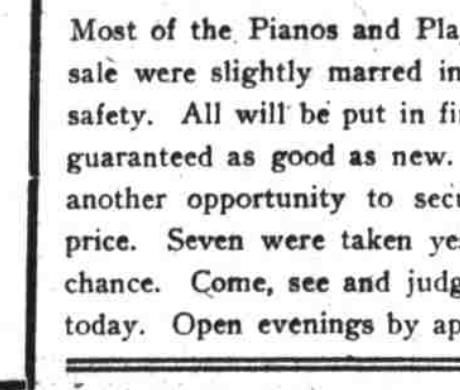 Most of the Pianos and Pla
sale were slightly marred in
safety. All will be put in fi
guaranteed as good as new.
another opportunity to secu
price. Seven were taken yes
chance. Come, see and judg
today. Open evenings by ap